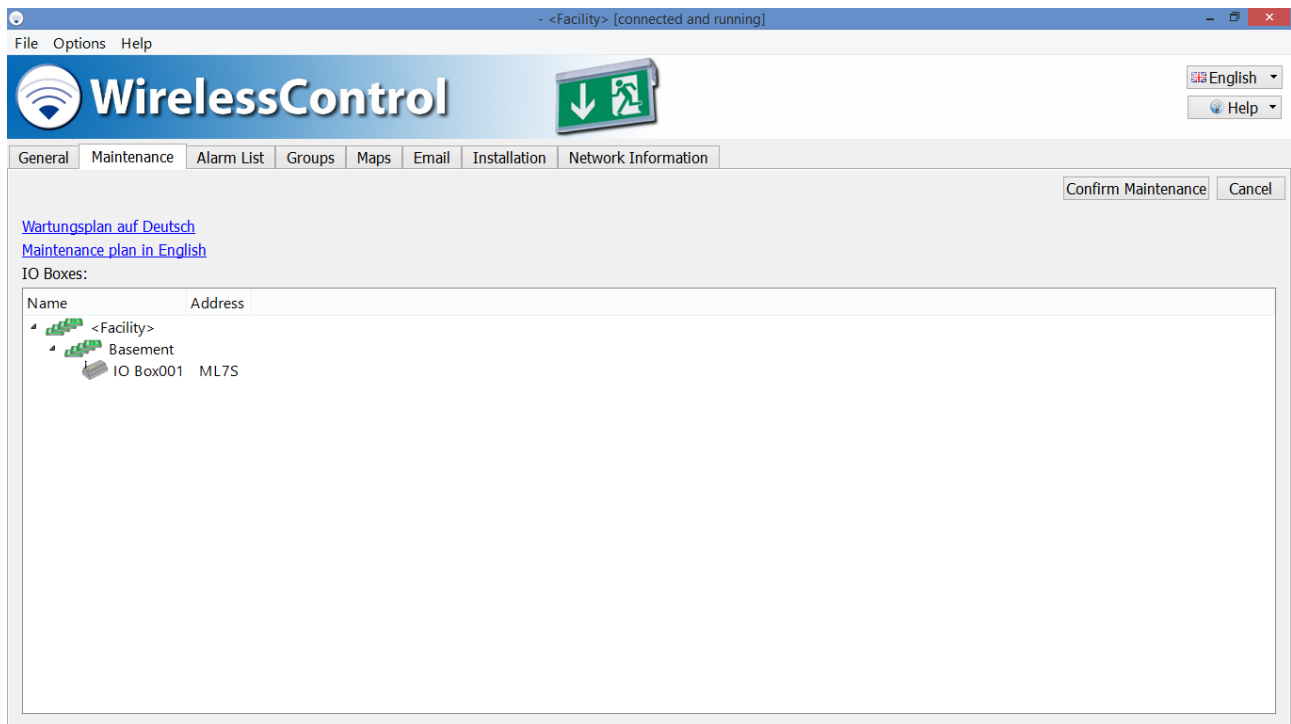 - <Facility> [connected and running]
File Options Help
WirelessControl
English
Help
General Maintenance Alarm List Groups Maps Email Installation Network Information
Confirm Maintenance Cancel
Wartungsplan auf Deutsch
Maintenance plan in English
IO Boxes:
Name Address
<Facility>
Basement
IO Box001 ML7S